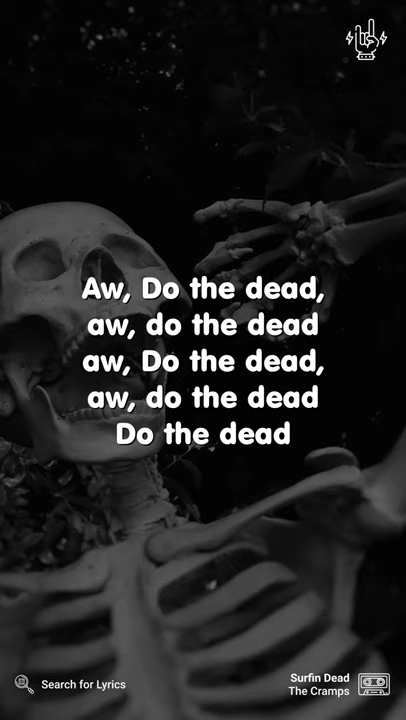 Aw, Do the dead,
aw, do the dead
aw, Do the dead,
aw, do the dead
Do the dead
Search for Lyrics
Surfin Dead
The Cramps